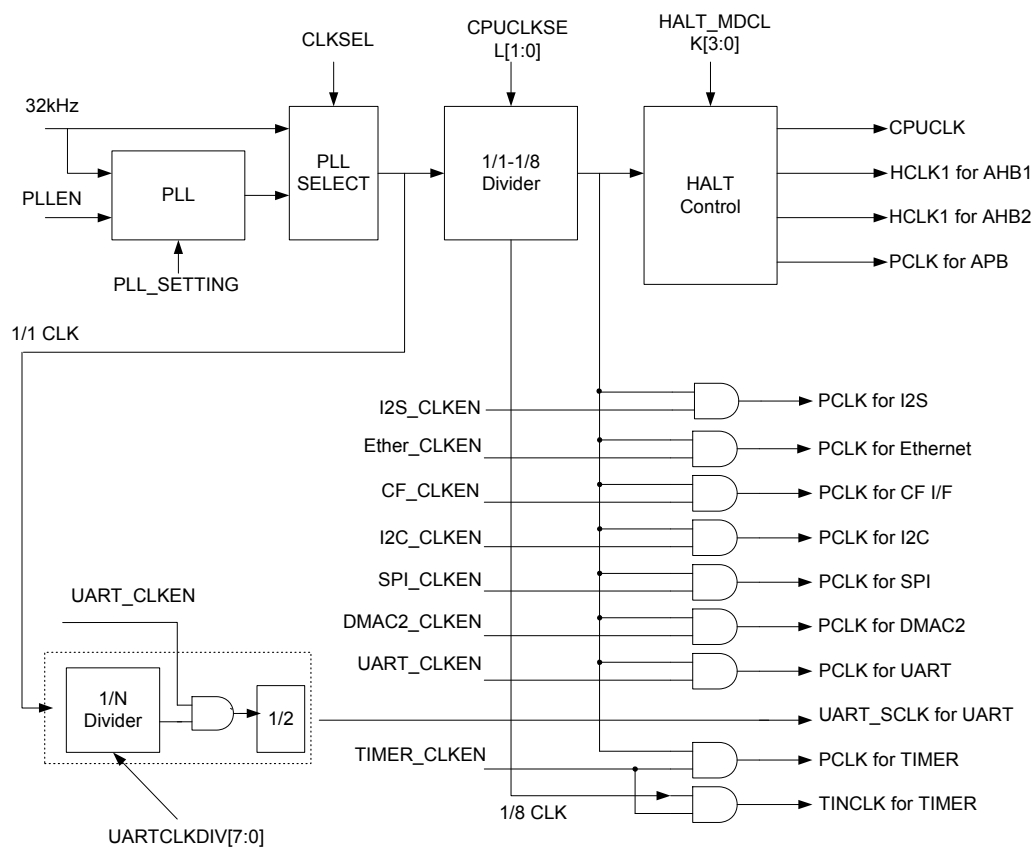 CLKSEL
CPUCLKSE
L[1:0]
HALT_MDCL
K[3:0]
32kHz
PLLEN
PLL
PLL
SELECT
1/1-1/8
Divider
HALT
Control
CPUCLK
HCLK1 for AHB1
HCLK1 for AHB2
PCLK for APB
PLL_SETTING
1/1 CLK
I2S_CLKEN
PCLK for I2S
Ether_CLKEN
PCLK for Ethernet
CF_CLKEN
PCLK for CF I/F
I2C_CLKEN
PCLK for I2C
SPI_CLKEN
PCLK for SPI
UART_CLKEN
DMAC2_CLKEN
PCLK for DMAC2
UART_CLKEN
PCLK for UART
1/N
Divider
1/2
UART_SCLK for UART
TIMER_CLKEN
PCLK for TIMER
1/8 CLK
TINCLK for TIMER
UARTCLKDIV[7:0]